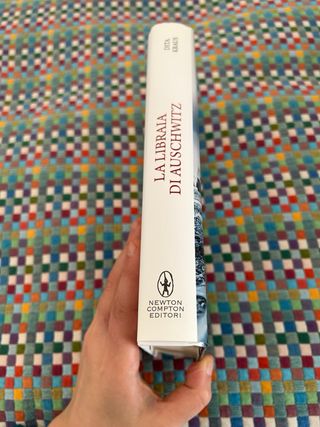 DITA
KRAUS
LA LIBRAIA
DI AUSCHWITZ
NEWTON
COMPTON
EDITORI